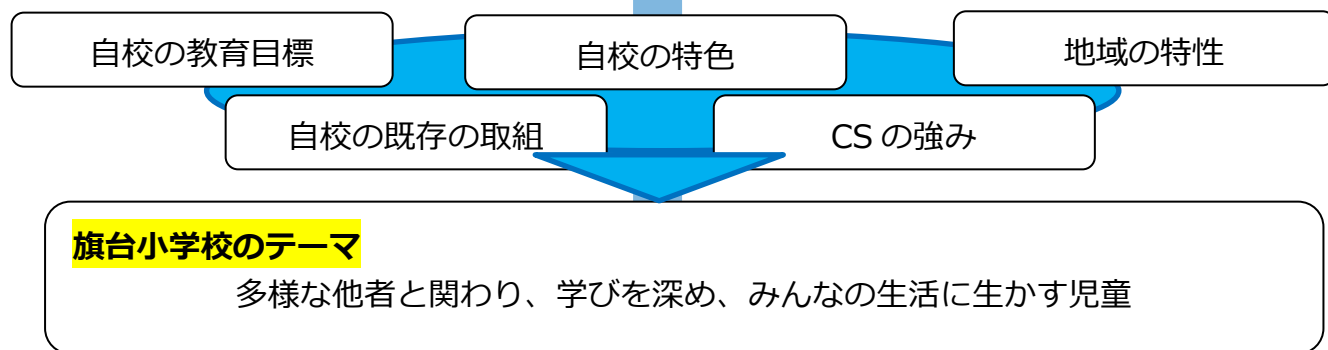 自校の教育目標
自校の特色
地域の特性
自校の既存の取組
CS の強み
旗台小学校のテーマ
多様な他者と関わり、学びを深め、みんなの生活に生かす児童